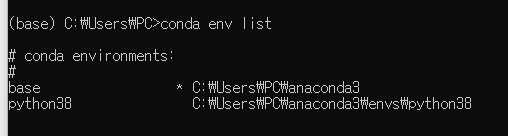 (base) C:₩Users₩PC>conda env list
# conda environments:
#
base * C:₩Users₩PC₩anaconda3
python38 C:₩Users₩PC₩anaconda3₩envs₩python38